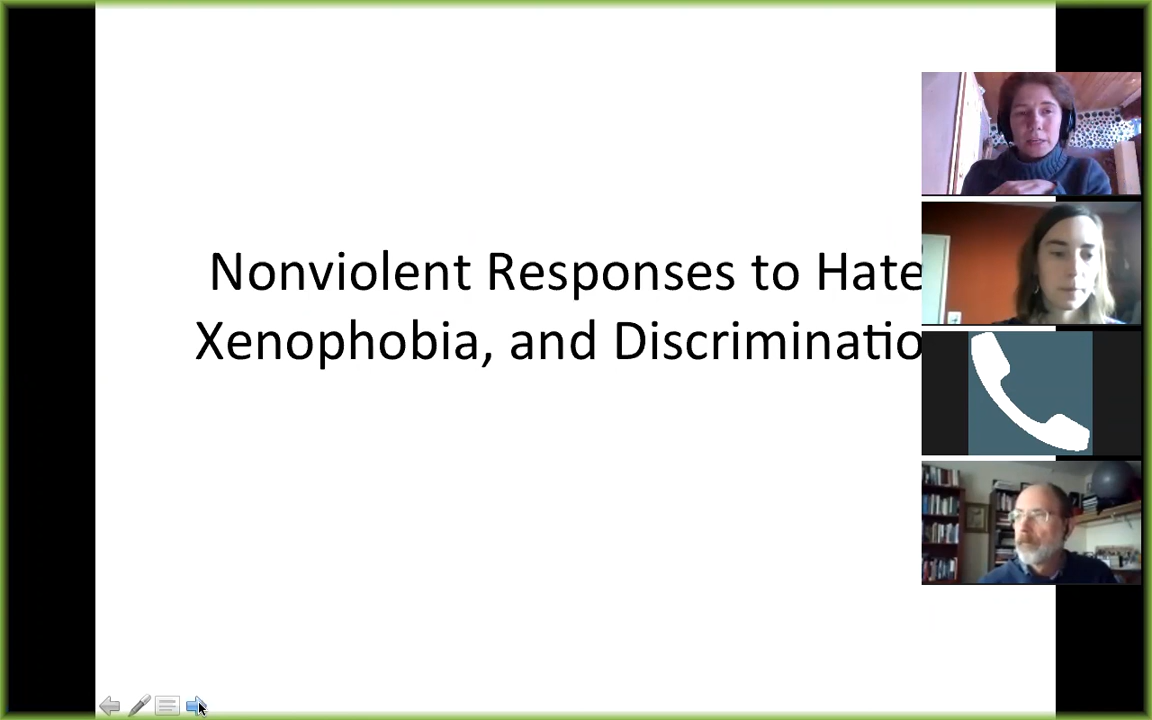 Nonviolent Responses to Hate
Xenophobia, and Discriminatio